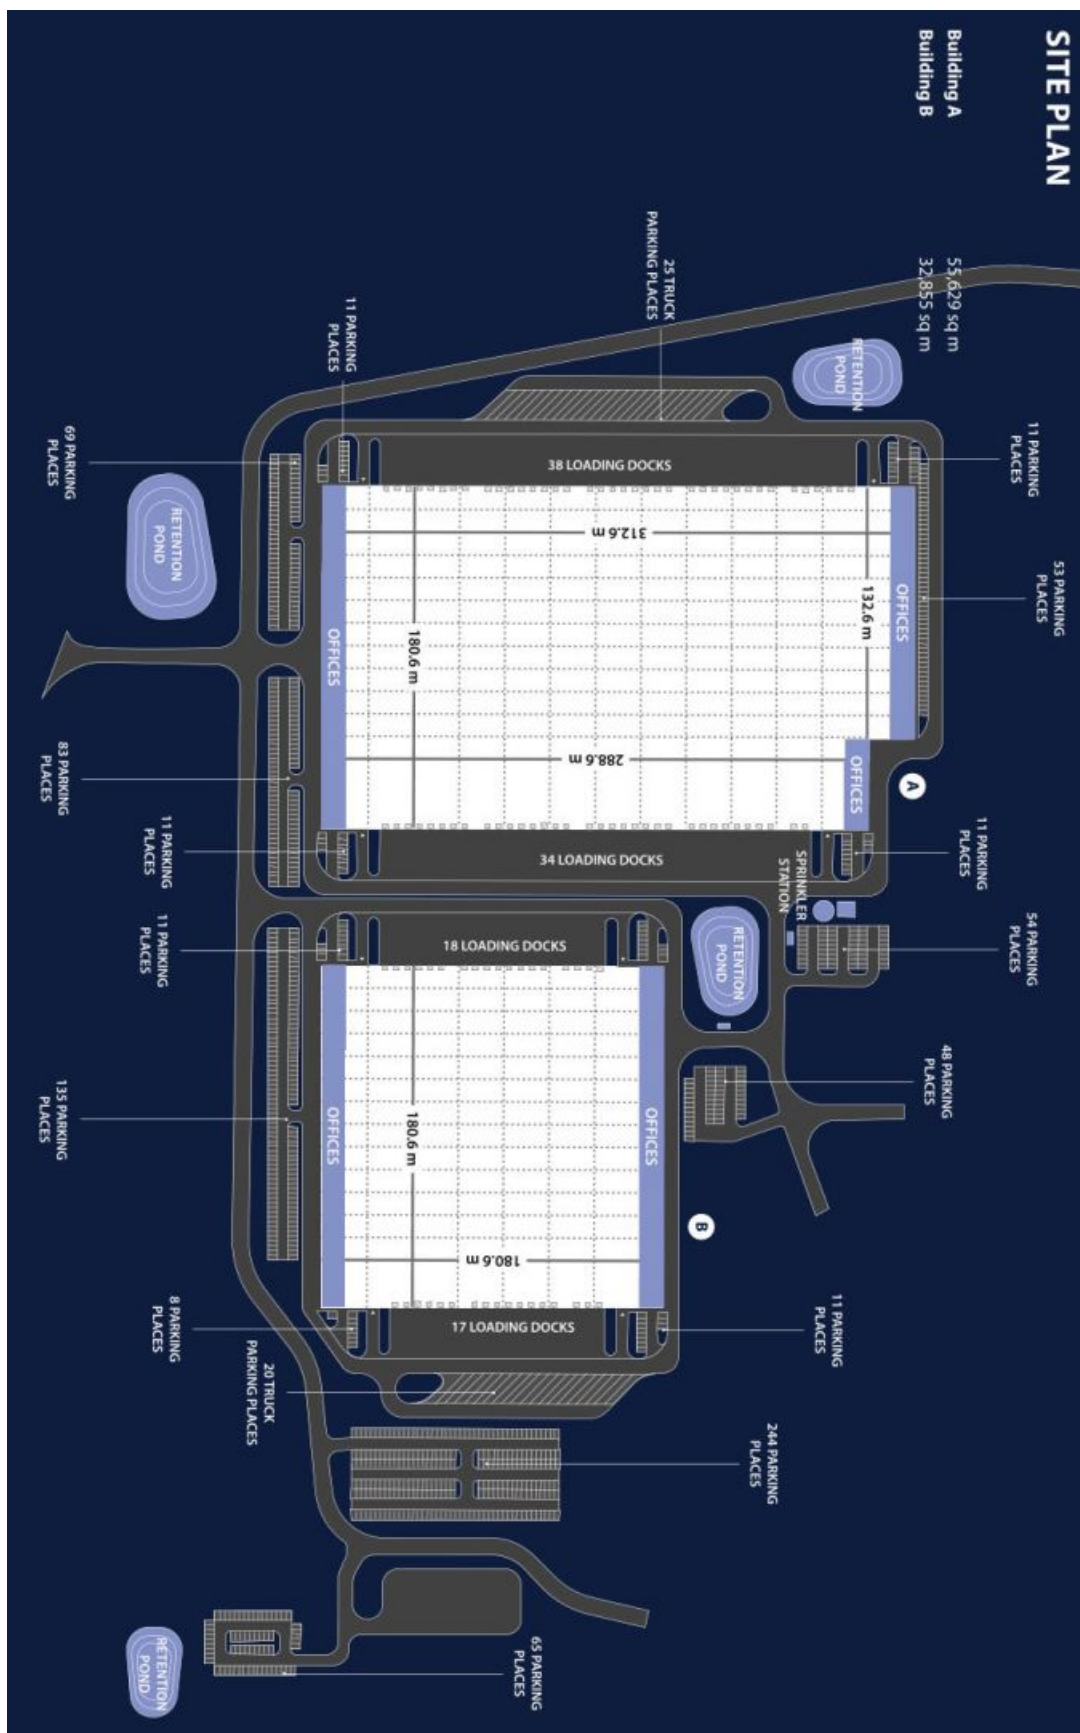 SITE PLAN
Building A 55,629 sq m
Building B 32,855 sq m
RETENTION
POND
11 PARKING
PLACES
53 PARKING
PLACES
11 PARKING
PLACES
54 PARKING
PLACES
48 PARKING
PLACES
11 PARKING
PLACES
244 PARKING
PLACES
65 PARKING
PLACES
25 TRUCK
PARKING PLACES
A
OFFICES
OFFICES
132.6 m
SPRINKLER
STATION
RETENTION
POND
B
38 LOADING DOCKS
312.6 m
288.6 m
34 LOADING DOCKS
180.6 m
OFFICES
18 LOADING DOCKS
OFFICES
180.6 m
180.6 m
17 LOADING DOCKS
OFFICES
11 PARKING
PLACES
69 PARKING
PLACES
RETENTION
POND
83 PARKING
PLACES
11 PARKING
PLACES
11 PARKING
PLACES
135 PARKING
PLACES
8 PARKING
PLACES
20 TRUCK
PARKING PLACES
RETENTION
POND